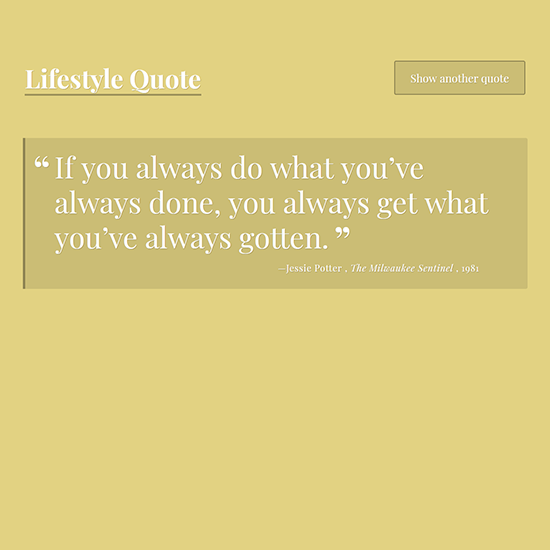 Lifestyle Quote
Show another quote
“ If you always do what you’ve
always done, you always get what
you’ve always gotten. ”
—Jessie Potter , The Milwaukee Sentinel , 1981